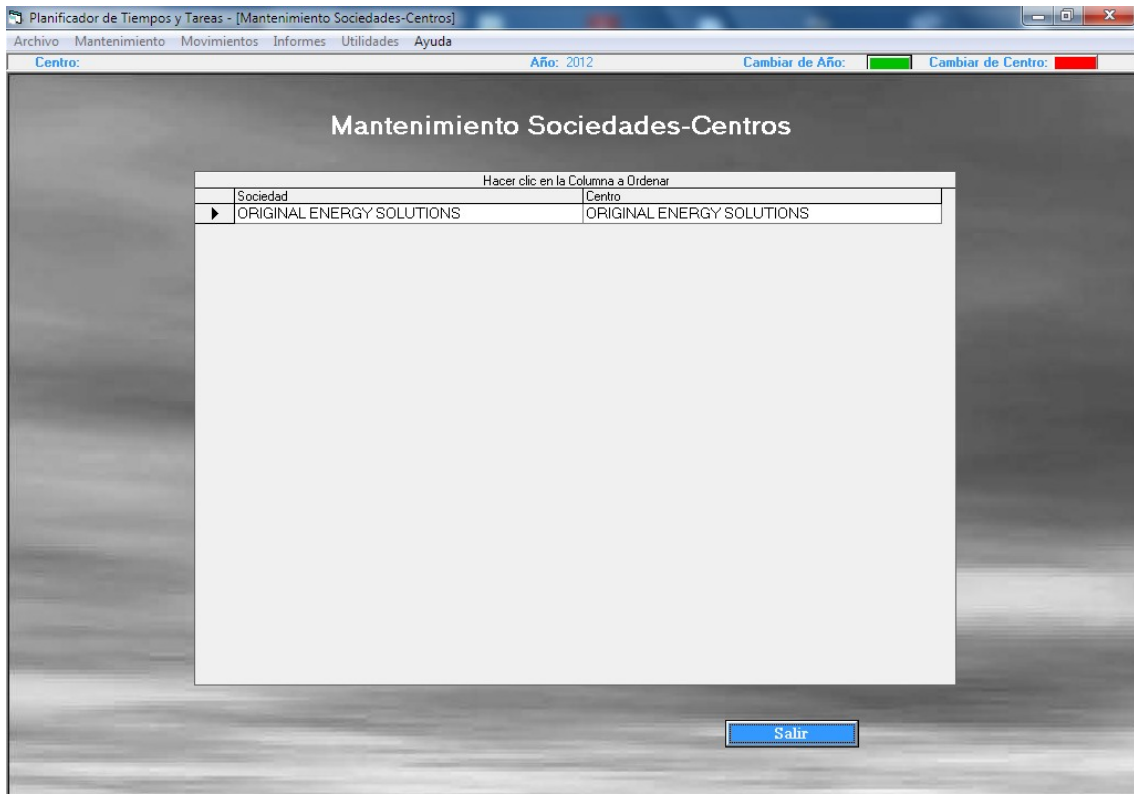 Planificador de Tiempos y Tareas - [Mantenimiento Sociedades-Centros]
Archivo Mantenimiento Movimientos Informes Utilidades Ayuda
Centro: Año: 2012 Cambiar de Año: Cambiar de Centro:
Mantenimiento Sociedades-Centros
Hacer clic en la Columna a Ordenar
Sociedad Centro
ORIGINAL ENERGY SOLUTIONS ORIGINAL ENERGY SOLUTIONS
Salir